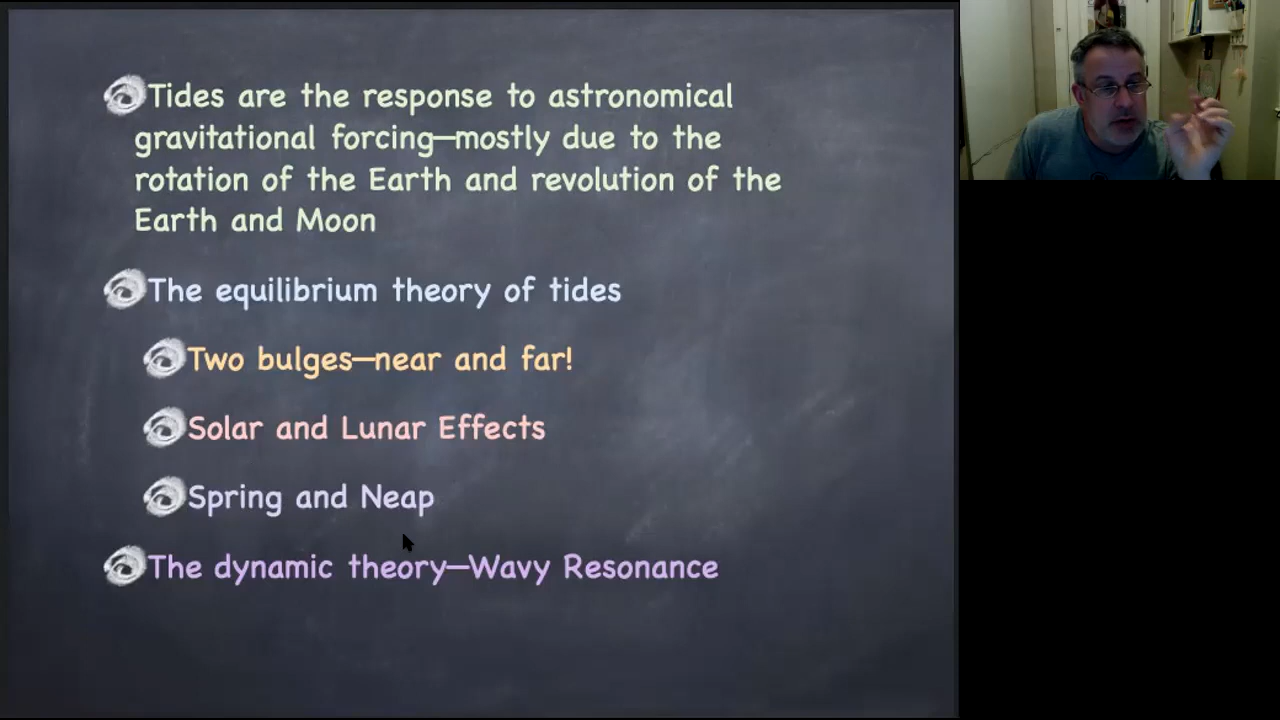 Tides are the response to astronomical
gravitational forcing—mostly due to the
rotation of the Earth and revolution of the
Earth and Moon
The equilibrium theory of tides
Two bulges—near and far!
Solar and Lunar Effects
Spring and Neap
The dynamic theory—Wavy Resonance